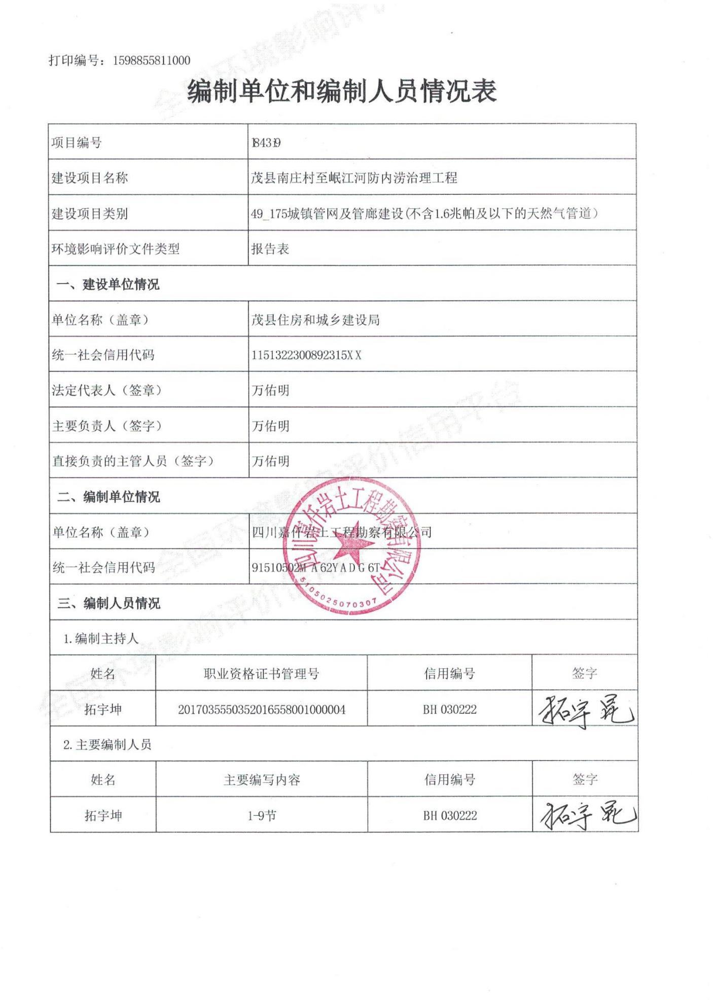 打印编号：1598855811000
编制单位和编制人员情况表
项目编号
建设项目名称 茂县南庄村至岷江河防内涝治理工程
建设项目类别 49_175城镇管网及管廊建设(不含1.6兆帕及以下的天然气管道）
环境影响评价文件类型 报告表
一、建设单位情况
单位名称（盖章） 茂县住房和城乡建设局
统一社会信用代码 1151322300892315XX
法定代表人（签章） 万佑明
主要负责人（签字） 万佑明
直接负责的主管人员（签字） 万佑明
二、编制单位情况
单位名称（盖章） 四川嘉仟岩土工程勘察有限公司
统一社会信用代码 91510502MA62YADG6T
四川嘉仟岩土工程勘察有限公司
5105025070307
三、编制人员情况
1.编制主持人
姓名 职业资格证书管理号 信用编号 签字
拓宇坤 2017035550352016558001000004 BH 030222 拓宇昆
2.主要编制人员
姓名 主要编写内容 信用编号 签字
拓宇坤 1-9节 BH 030222 拓宇昆
全国环境影响评价信用平台